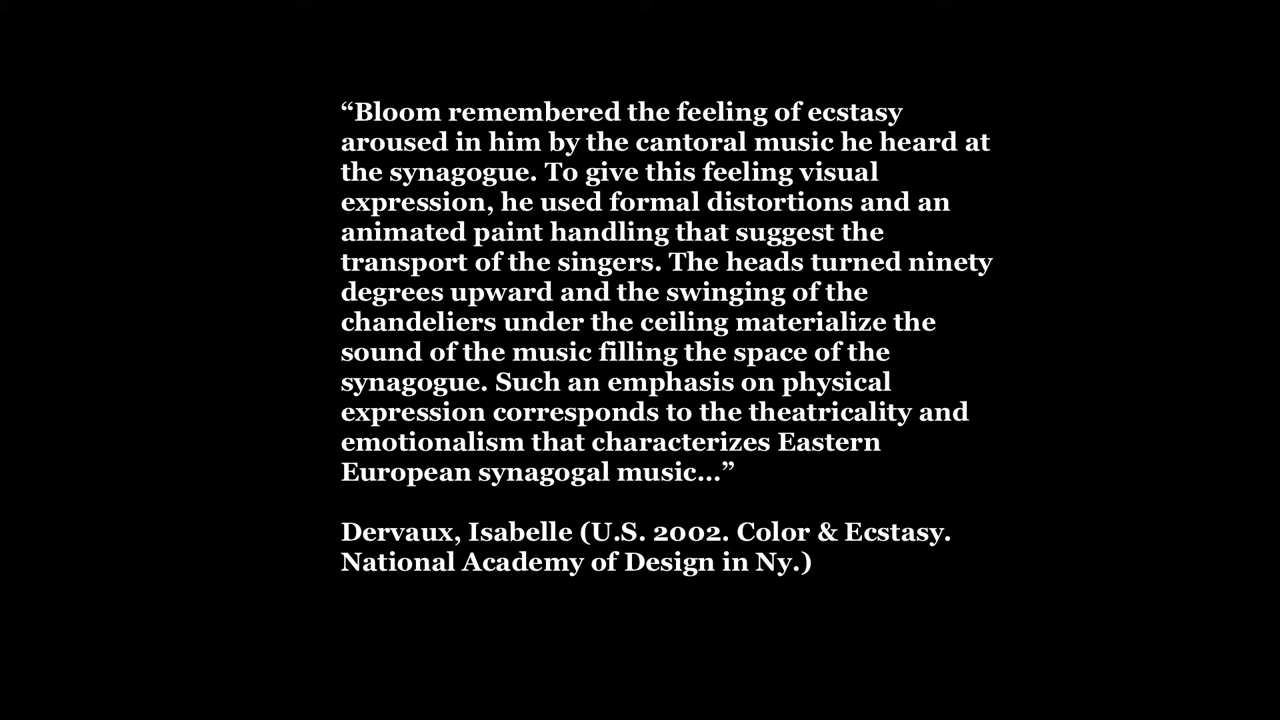 “Bloom remembered the feeling of ecstasy
aroused in him by the cantoral music he heard at
the synagogue. To give this feeling visual
expression, he used formal distortions and an
animated paint handling that suggest the
transport of the singers. The heads turned ninety
degrees upward and the swinging of the
chandeliers under the ceiling materialize the
sound of the music filling the space of the
synagogue. Such an emphasis on physical
expression corresponds to the theatricality and
emotionalism that characterizes Eastern
European synagogal music...”
Dervaux, Isabelle (U.S. 2002. Color & Ecstasy.
National Academy of Design in Ny.)